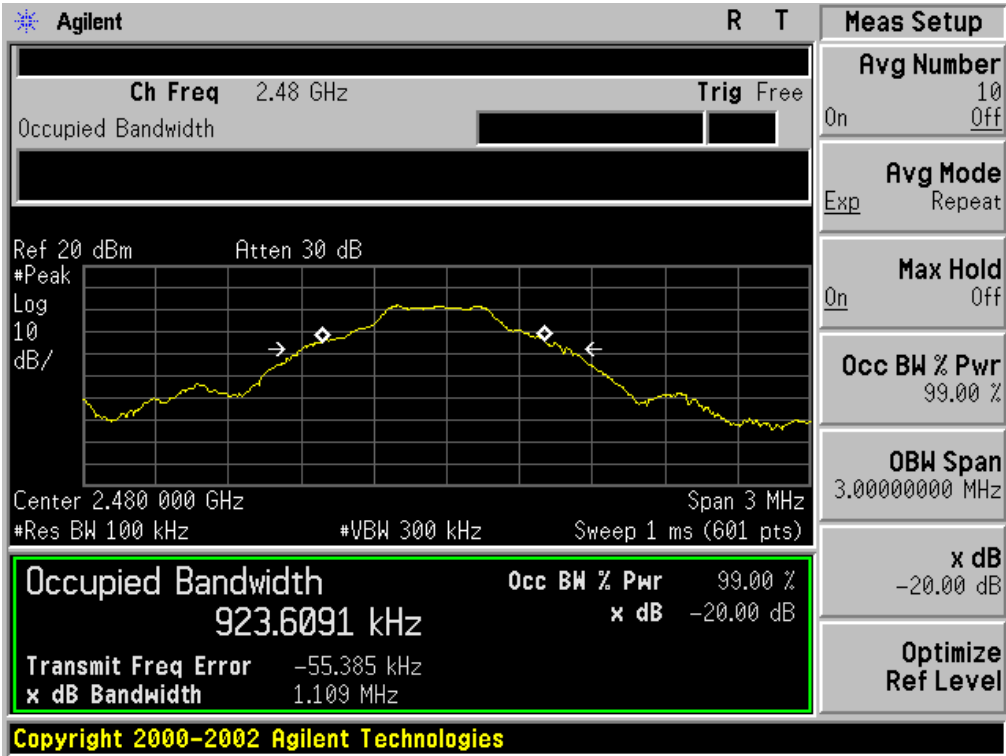 Agilent R T
Ch Freq 2.48 GHz Trig Free
Occupied Bandwidth
Ref 20 dBm Atten 30 dB
#Peak
Log
10
dB/
Center 2.480 000 GHz Span 3 MHz
#Res BW 100 kHz #VBW 300 kHz Sweep 1 ms (601 pts)
Occupied Bandwidth
923.6091 kHz
Occ BW % Pwr 99.00 %
x dB -20.00 dB
Transmit Freq Error -55.385 kHz
x dB Bandwidth 1.109 MHz
Copyright 2000-2002 Agilent Technologies
Meas Setup
Avg Number
10
On Off
Avg Mode
Exp Repeat
Max Hold
On Off
Occ BW % Pwr
99.00 %
OBW Span
3.00000000 MHz
x dB
-20.00 dB
Optimize
Ref Level